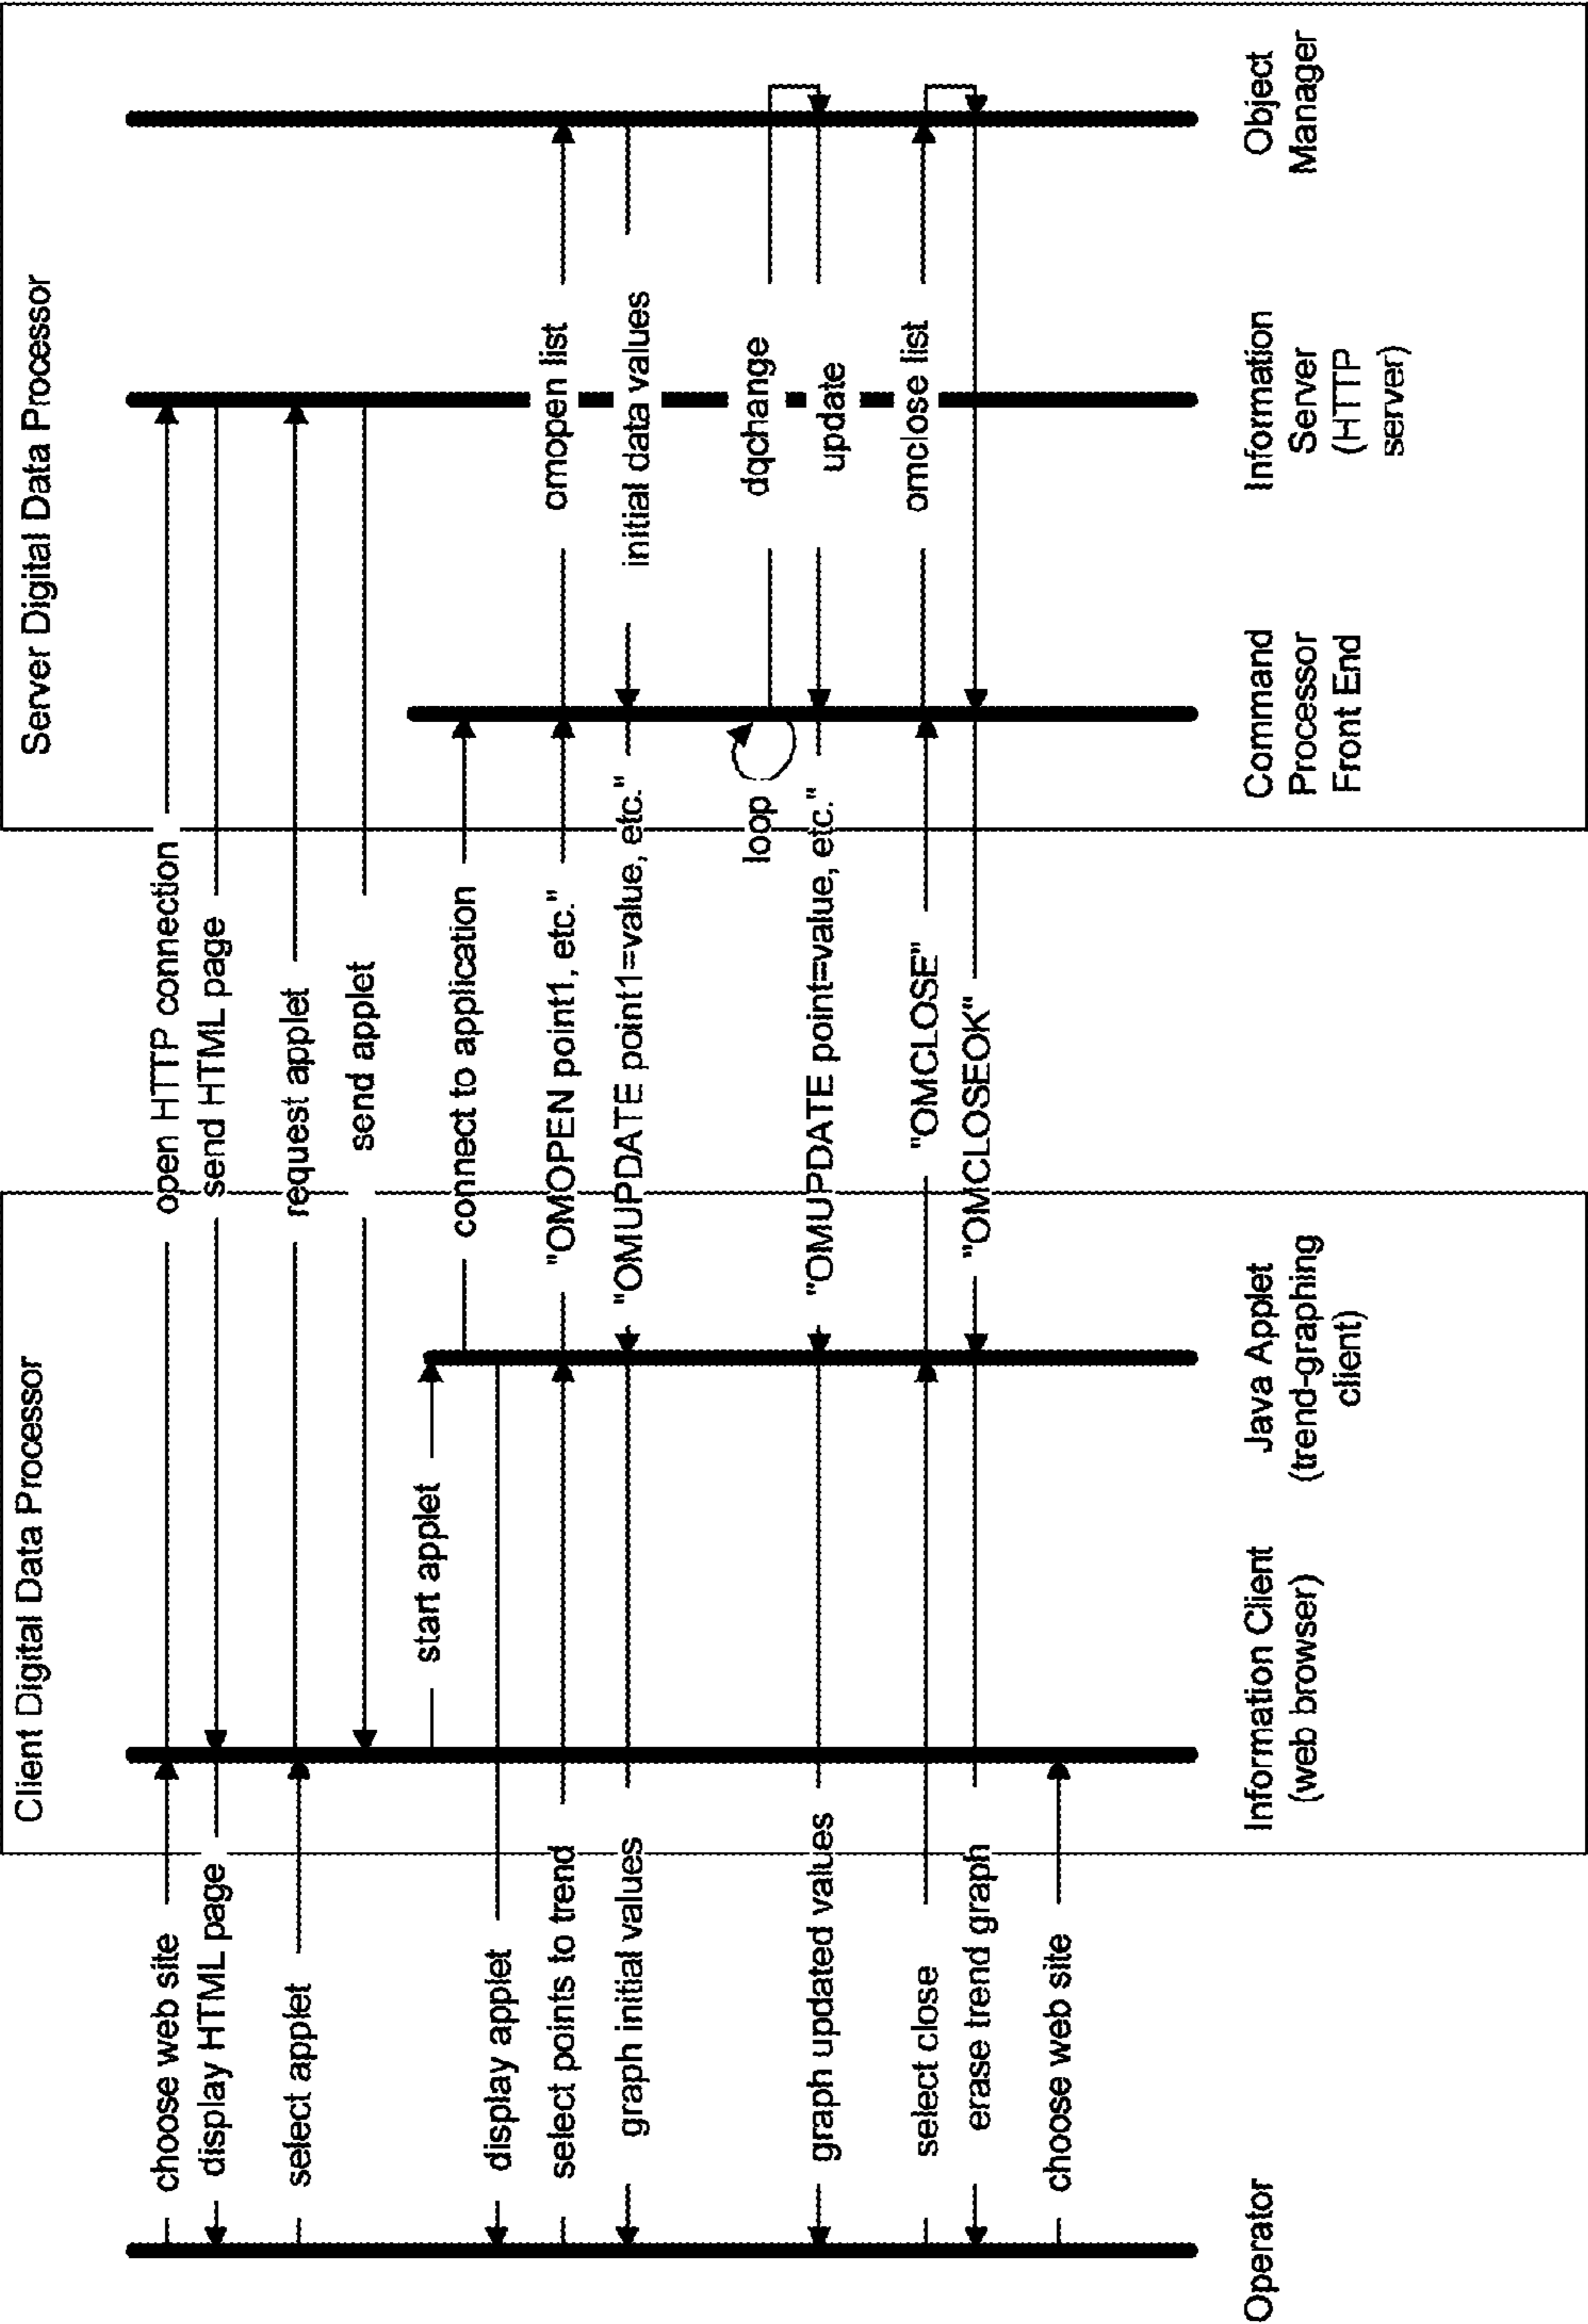 Client Digital Data Processor
Server Digital Data Processor
choose web site
open HTTP connection
display HTML page
send HTML page
select applet
request applet
send applet
start applet
connect to application
display applet
select points to trend
"OMOPEN point1, etc."
omopen list
graph initial values
"OMUPDATE point1=value, etc."
initial data values
loop
dqchange
graph updated values
"OMUPDATE point=value, etc."
update
select close
"OMCLOSE"
omclose list
erase trend graph
"OMCLOSEOK"
choose web site
Operator
Information Client
(web browser)
Java Applet
(trend-graphing
client)
Command
Processor
Front End
Information
Server
(HTTP
server)
Object
Manager